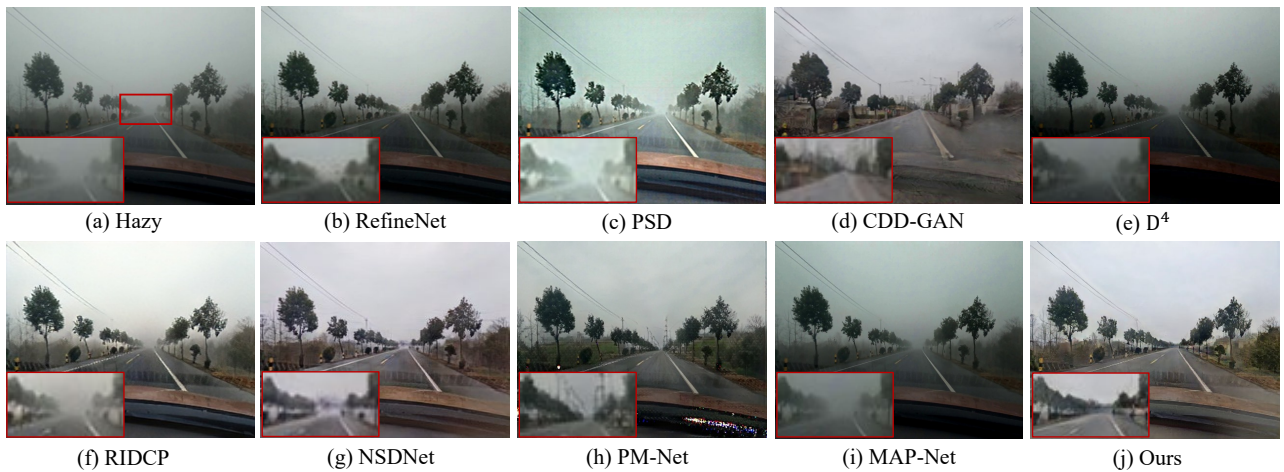 (a) Hazy
(b) RefineNet
(c) PSD
(d) CDD-GAN
(e) D⁴
(f) RIDCP
(g) NSDNet
(h) PM-Net
(i) MAP-Net
(j) Ours